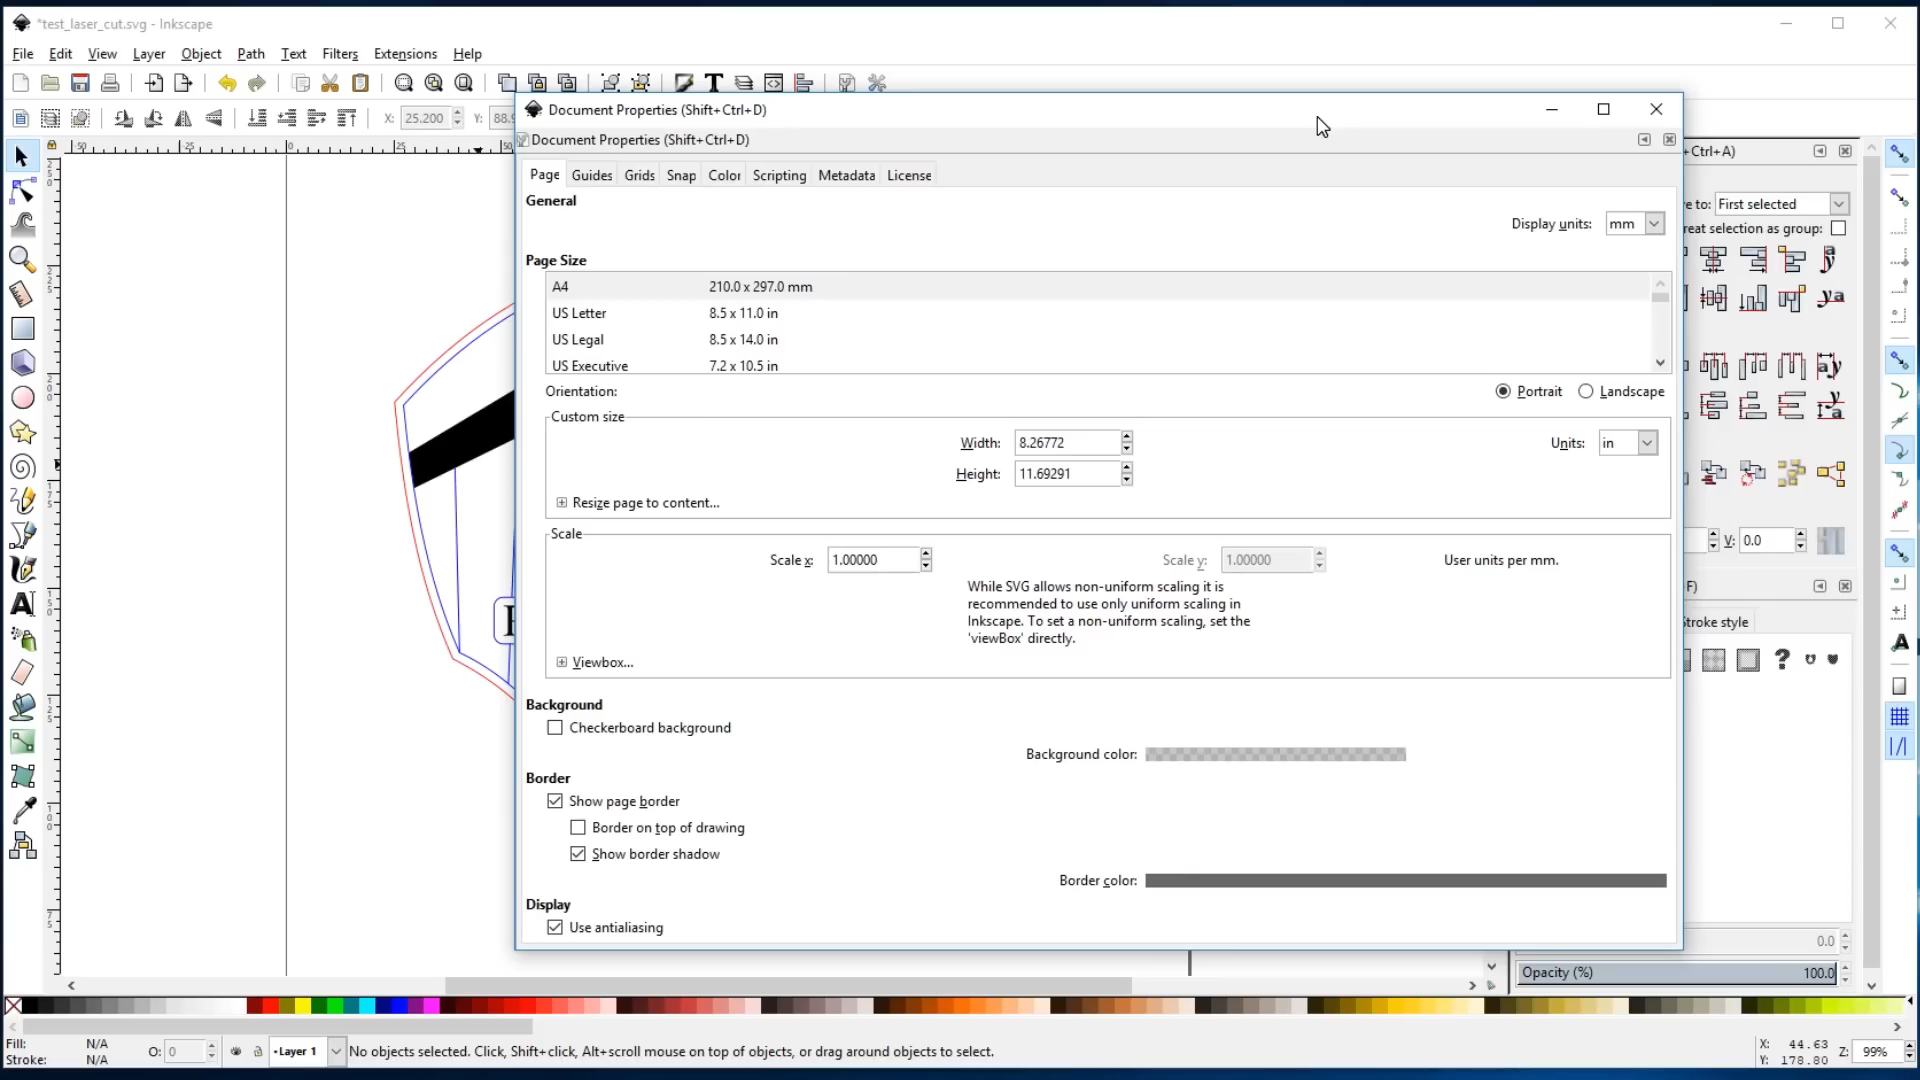 *test_laser_cut.svg - Inkscape
File Edit View Layer Object Path Text Filters Extensions Help
X: 25.200 Y: 88.9
Document Properties (Shift+Ctrl+D)
Document Properties (Shift+Ctrl+D)
+Ctrl+A)
Page Guides Grids Snap Color Scripting Metadata License
General
Display units: mm
e to: First selected
reat selection as group:
Page Size
A4 210.0 x 297.0 mm
US Letter 8.5 x 11.0 in
US Legal 8.5 x 14.0 in
US Executive 7.2 x 10.5 in
Orientation: Portrait Landscape
Custom size
Width: 8.26772 Units: in
Height: 11.69291
Resize page to content...
Scale
Scale x: 1.00000 Scale y: 1.00000 User units per mm.
V: 0.0
While SVG allows non-uniform scaling it is
recommended to use only uniform scaling in
Inkscape. To set a non-uniform scaling, set the
'viewBox' directly.
F)
troke style
Viewbox...
Background
Checkerboard background
Background color:
Border
Show page border
Border on top of drawing
Show border shadow
Border color:
Display
Use antialiasing
0.0
Opacity (%) 100.0
Fill: N/A
Stroke: N/A
O: 0
•Layer 1
No objects selected. Click, Shift+click, Alt+scroll mouse on top of objects, or drag around objects to select.
X: 44.63
Y: 178.80
Z: 99%